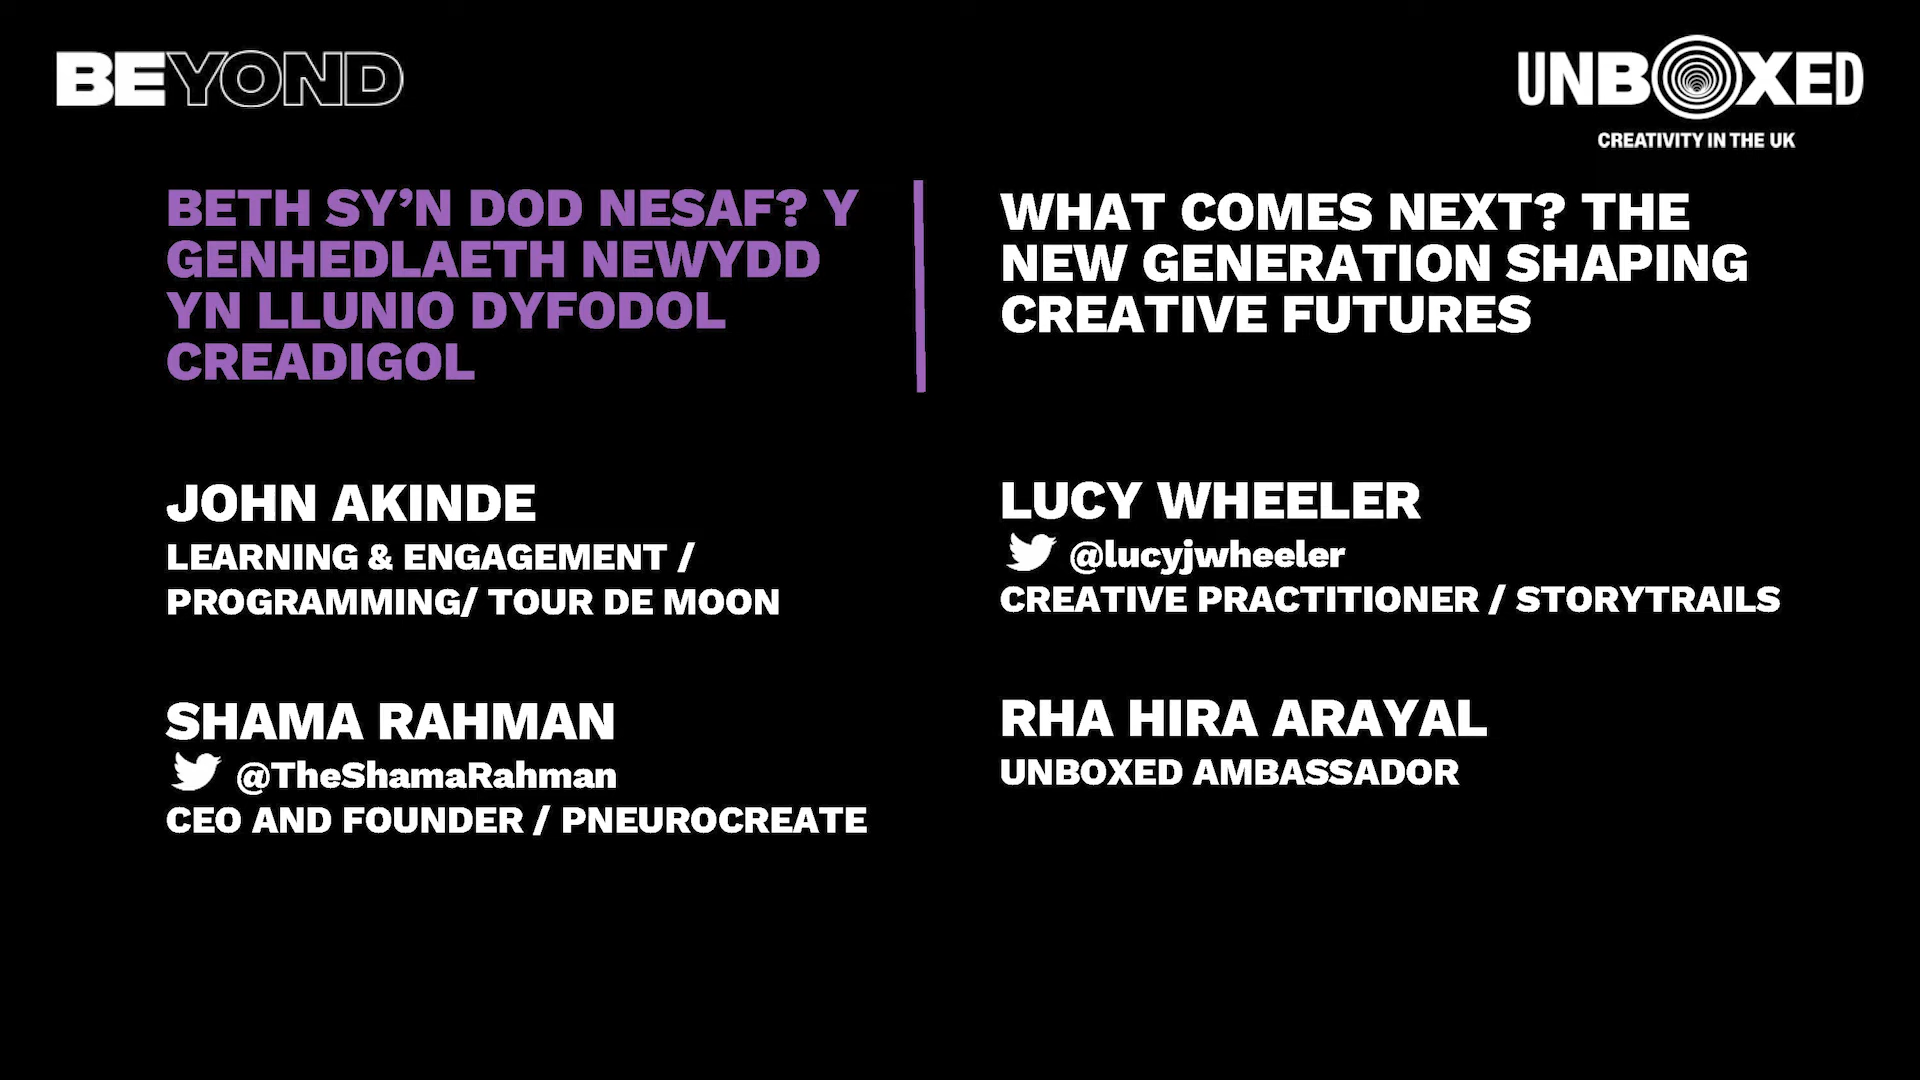 BEYOND
UNBOXED
CREATIVITY IN THE UK
BETH SY’N DOD NESAF? Y
GENHEDLAETH NEWYDD
YN LLUNIO DYFODOL
CREADIGOL
WHAT COMES NEXT? THE
NEW GENERATION SHAPING
CREATIVE FUTURES
JOHN AKINDE
LEARNING & ENGAGEMENT /
PROGRAMMING/ TOUR DE MOON
LUCY WHEELER
@lucyjwheeler
CREATIVE PRACTITIONER / STORYTRAILS
SHAMA RAHMAN
@TheShamaRahman
CEO AND FOUNDER / PNEUROCREATE
RHA HIRA ARAYAL
UNBOXED AMBASSADOR